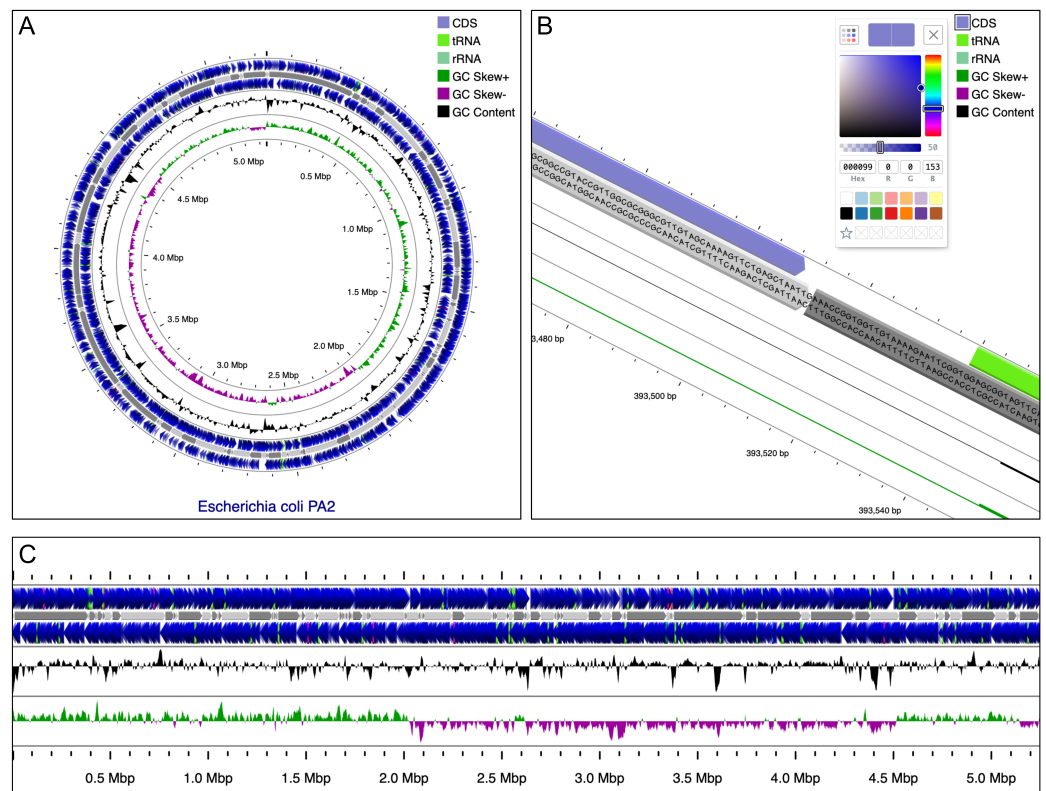 A
CDS
tRNA
rRNA
GC Skew+
GC Skew-
GC Content
5.0 Mbp
0.5 Mbp
4.5 Mbp
1.0 Mbp
4.0 Mbp
1.5 Mbp
3.5 Mbp
2.0 Mbp
3.0 Mbp
2.5 Mbp
Escherichia coli PA2
B
CDS
tRNA
rRNA
GC Skew+
GC Skew-
GC Content
50
000099 0 0 153
Hex R G B
3,480 bp
393,500 bp
393,520 bp
393,540 bp
C
0.5 Mbp 1.0 Mbp 1.5 Mbp 2.0 Mbp 2.5 Mbp 3.0 Mbp 3.5 Mbp 4.0 Mbp 4.5 Mbp 5.0 Mbp